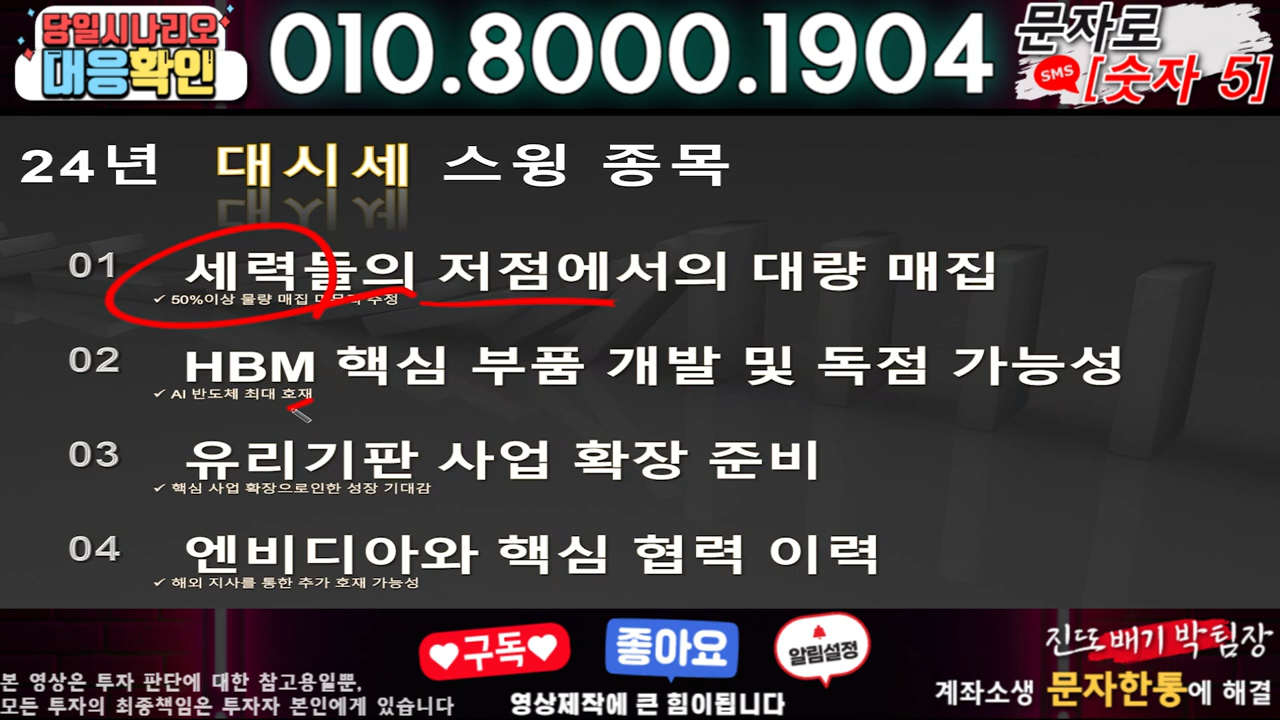 당일시나리오
대응확인
010.8000.1904
문자로
SMS
[숫자 5]
24년 대시세 스윙 종목
01 세력들의 저점에서의 대량 매집
✓ 50%이상 물량 매집 추정
02 HBM 핵심 부품 개발 및 독점 가능성
✓ AI 반도체 최대 호재
03 유리기판 사업 확장 준비
✓ 핵심 사업 확장으로인한 성장 기대감
04 엔비디아와 핵심 협력 이력
✓ 해외 지사를 통한 추가 호재 가능성
구독
좋아요
알림설정
영상제작에 큰 힘이됩니다
본 영상은 투자 판단에 대한 참고용일뿐,
모든 투자의 최종책임은 투자자 본인에게 있습니다
진또배기 박팀장
계좌소생 문자한통에 해결